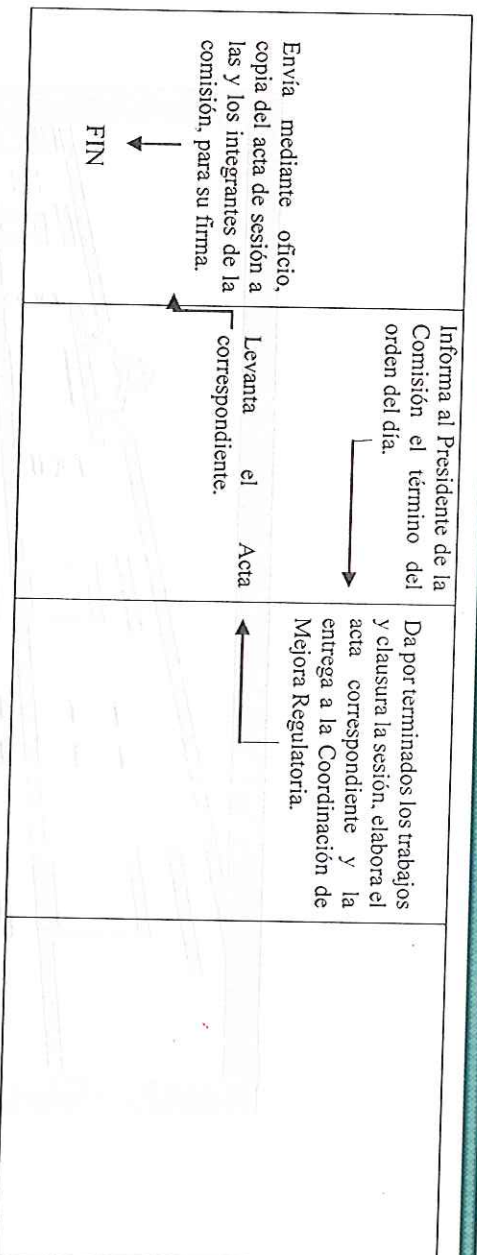 Envía mediante oficio,
copia del acta de sesión a
las y los integrantes de la
comisión, para su firma.
FIN
Informa al Presidente de la
Comisión el término del
orden del día.
Levanta el Acta
correspondiente.
Da por terminados los trabajos
y clausura la sesión, elabora el
acta correspondiente y la
entrega a la Coordinación de
Mejora Regulatoria.